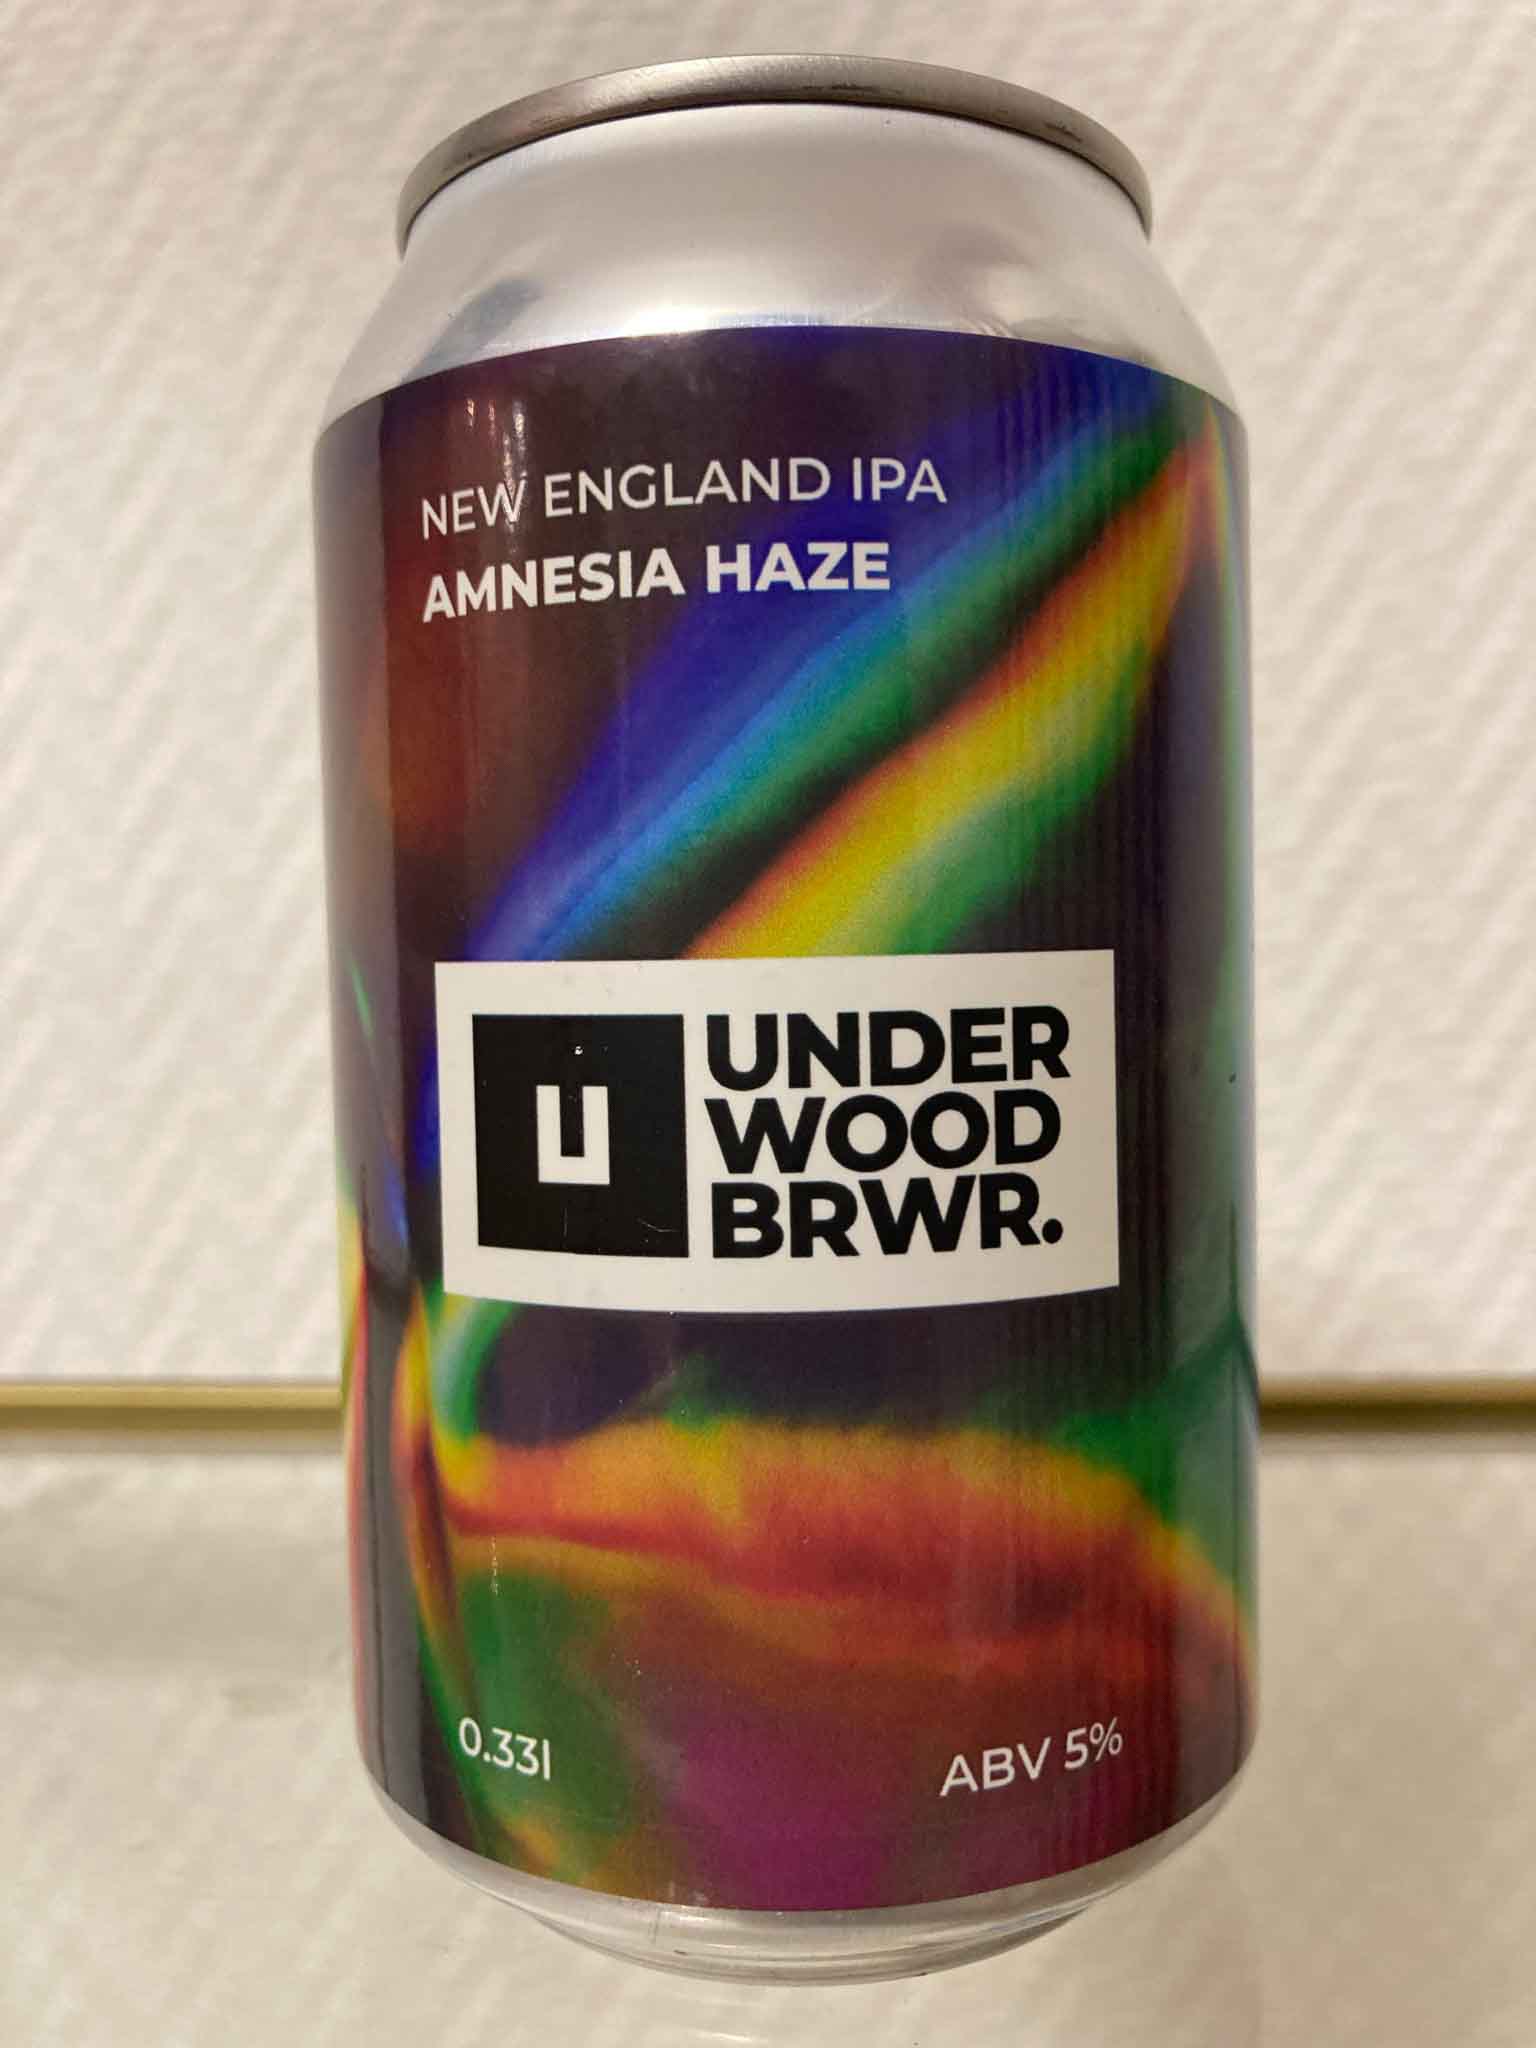 NEW ENGLAND IPA
AMNESIA HAZE
U
UNDER
WOOD
BRWR.
0.33l
ABV 5%